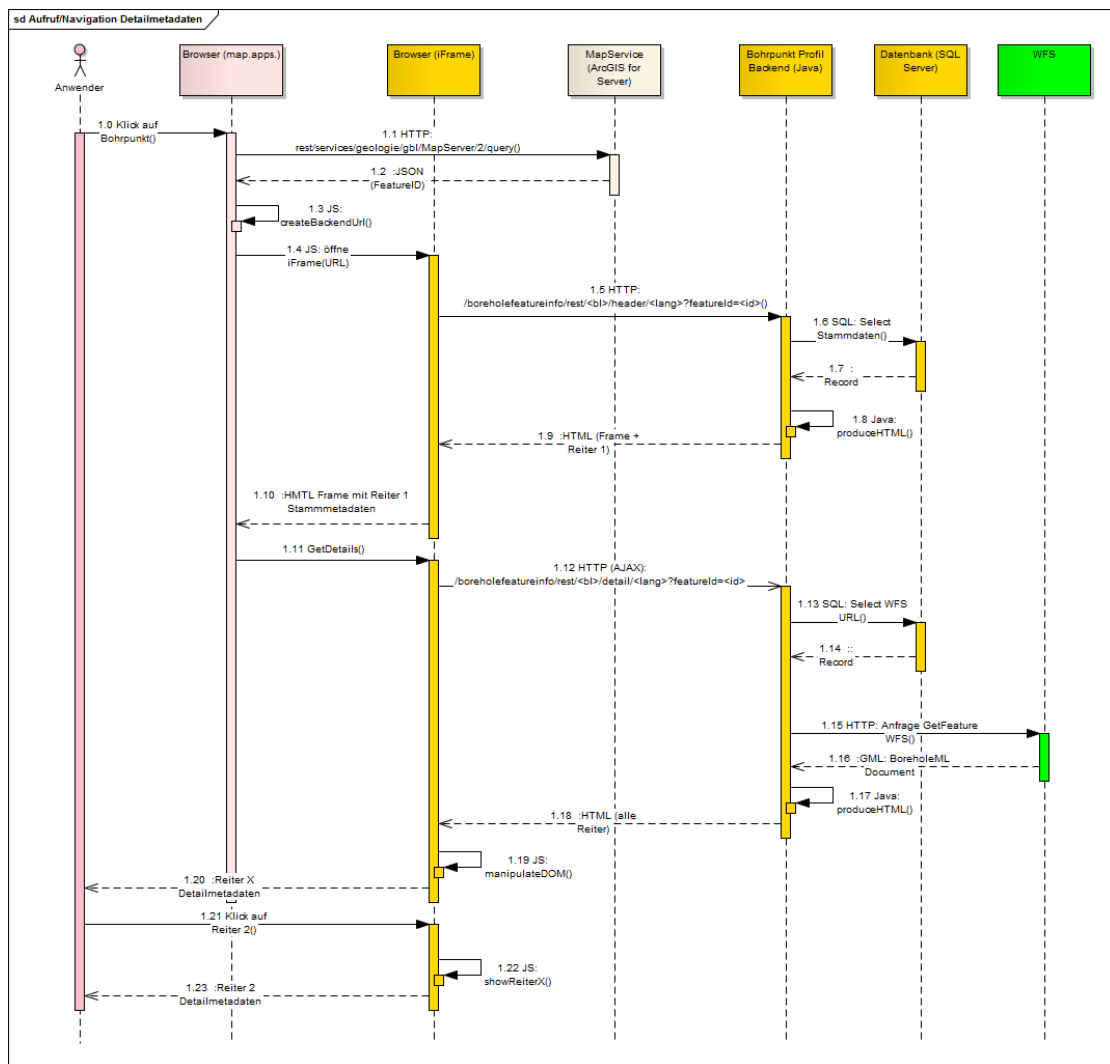 sd Aufruf/Navigation Detailmetadaten
Anwender
Browser (map.apps.)
Browser (iFrame)
MapService
(ArcGIS for
Server)
Bohrpunkt Profil
Backend (Java)
Datenbank (SQL
Server)
WFS
1.0 Klick auf
Bohrpunkt()
1.1 HTTP:
rest/services/geologie/gbl/MapServer/2/query()
1.2 :JSON
(FeatureID)
1.3 JS:
createBackendUrl()
1.4 JS: öffne
iFrame(URL)
1.5 HTTP:
/boreholefeatureinfo/rest/<bl>/header/<lang>?featureId=<id>()
1.6 SQL: Select
Stammdaten()
1.7 :
Record
1.8 Java:
produceHTML()
1.9 :HTML (Frame +
Reiter 1)
1.10 :HMTL Frame mit Reiter 1
Stammmetadaten
1.11 GetDetails()
1.12 HTTP (AJAX):
/boreholefeatureinfo/rest/<bl>/detail/<lang>?featureId=<id>
1.13 SQL: Select WFS
URL()
1.14 ::
Record
1.15 HTTP: Anfrage GetFeature
WFS()
1.16 :GML: BoreholeML
Document
1.17 Java:
produceHTML()
1.18 :HTML (alle
Reiter)
1.19 JS:
manipulateDOM()
1.20 :Reiter X
Detailmetadaten
1.21 Klick auf
Reiter 2()
1.22 JS:
showReiterX()
1.23 :Reiter 2
Detailmetadaten